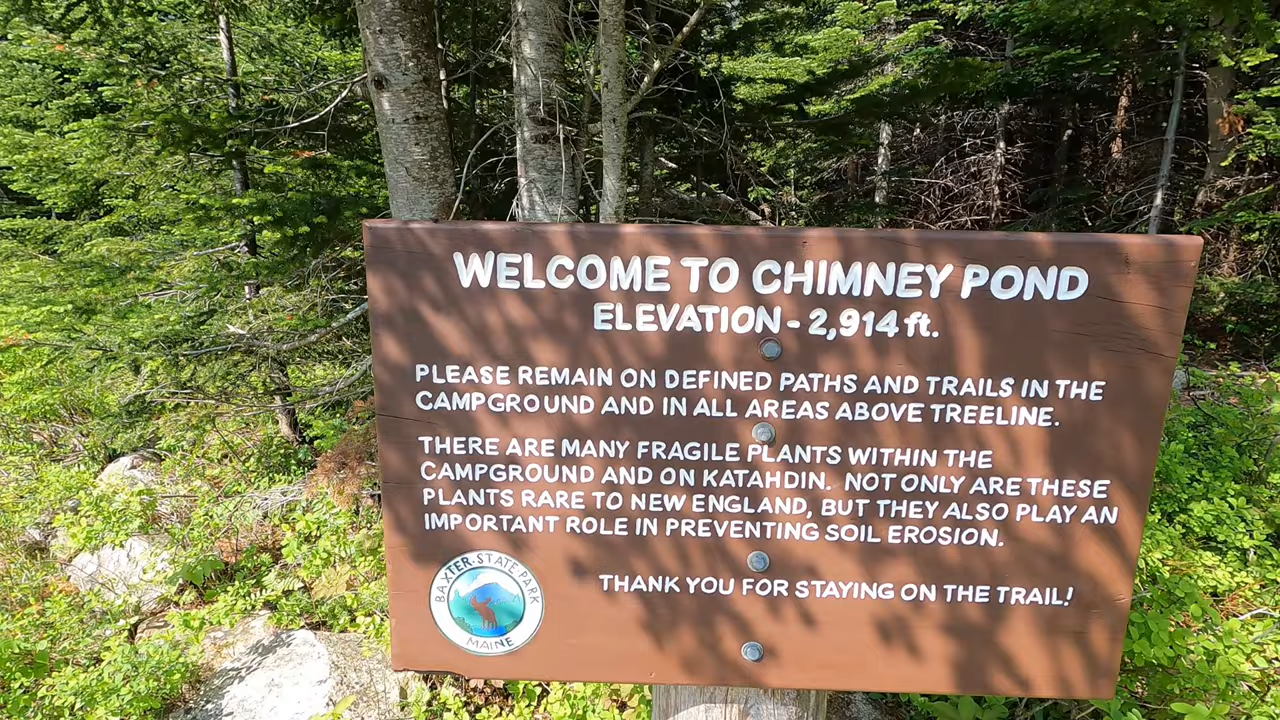 WELCOME TO CHIMNEY POND
ELEVATION - 2,914 ft.
PLEASE REMAIN ON DEFINED PATHS AND TRAILS IN THE
CAMPGROUND AND IN ALL AREAS ABOVE TREELINE.
THERE ARE MANY FRAGILE PLANTS WITHIN THE
CAMPGROUND AND ON KATAHDIN. NOT ONLY ARE THESE
PLANTS RARE TO NEW ENGLAND, BUT THEY ALSO PLAY AN
IMPORTANT ROLE IN PREVENTING SOIL EROSION.
THANK YOU FOR STAYING ON THE TRAIL!
BAXTER · STATE · PARK
MAINE